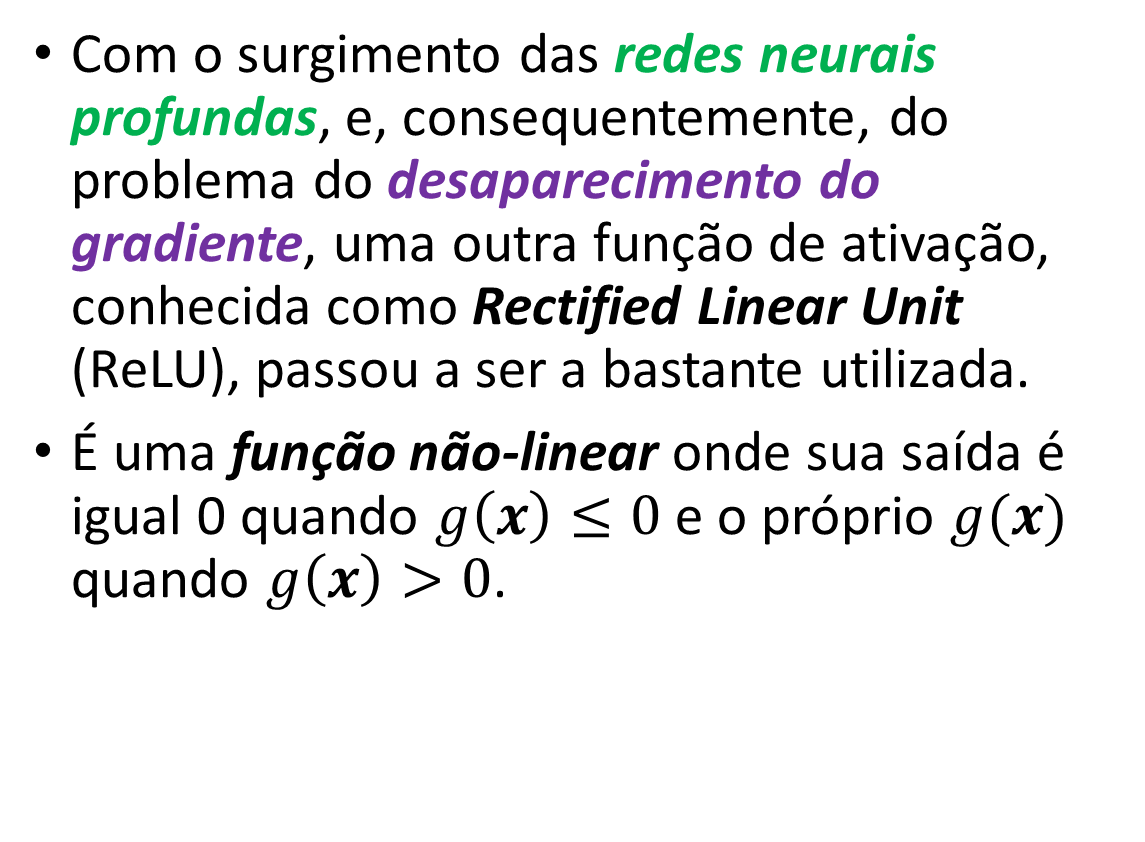 • Com o surgimento das redes neurais
profundas, e, consequentemente, do
problema do desaparecimento do
gradiente, uma outra função de ativação,
conhecida como Rectified Linear Unit
(ReLU), passou a ser a bastante utilizada.
• É uma função não-linear onde sua saída é
igual 0 quando 𝑔(𝒙) ≤ 0 e o próprio 𝑔(𝒙)
quando 𝑔(𝒙) > 0.